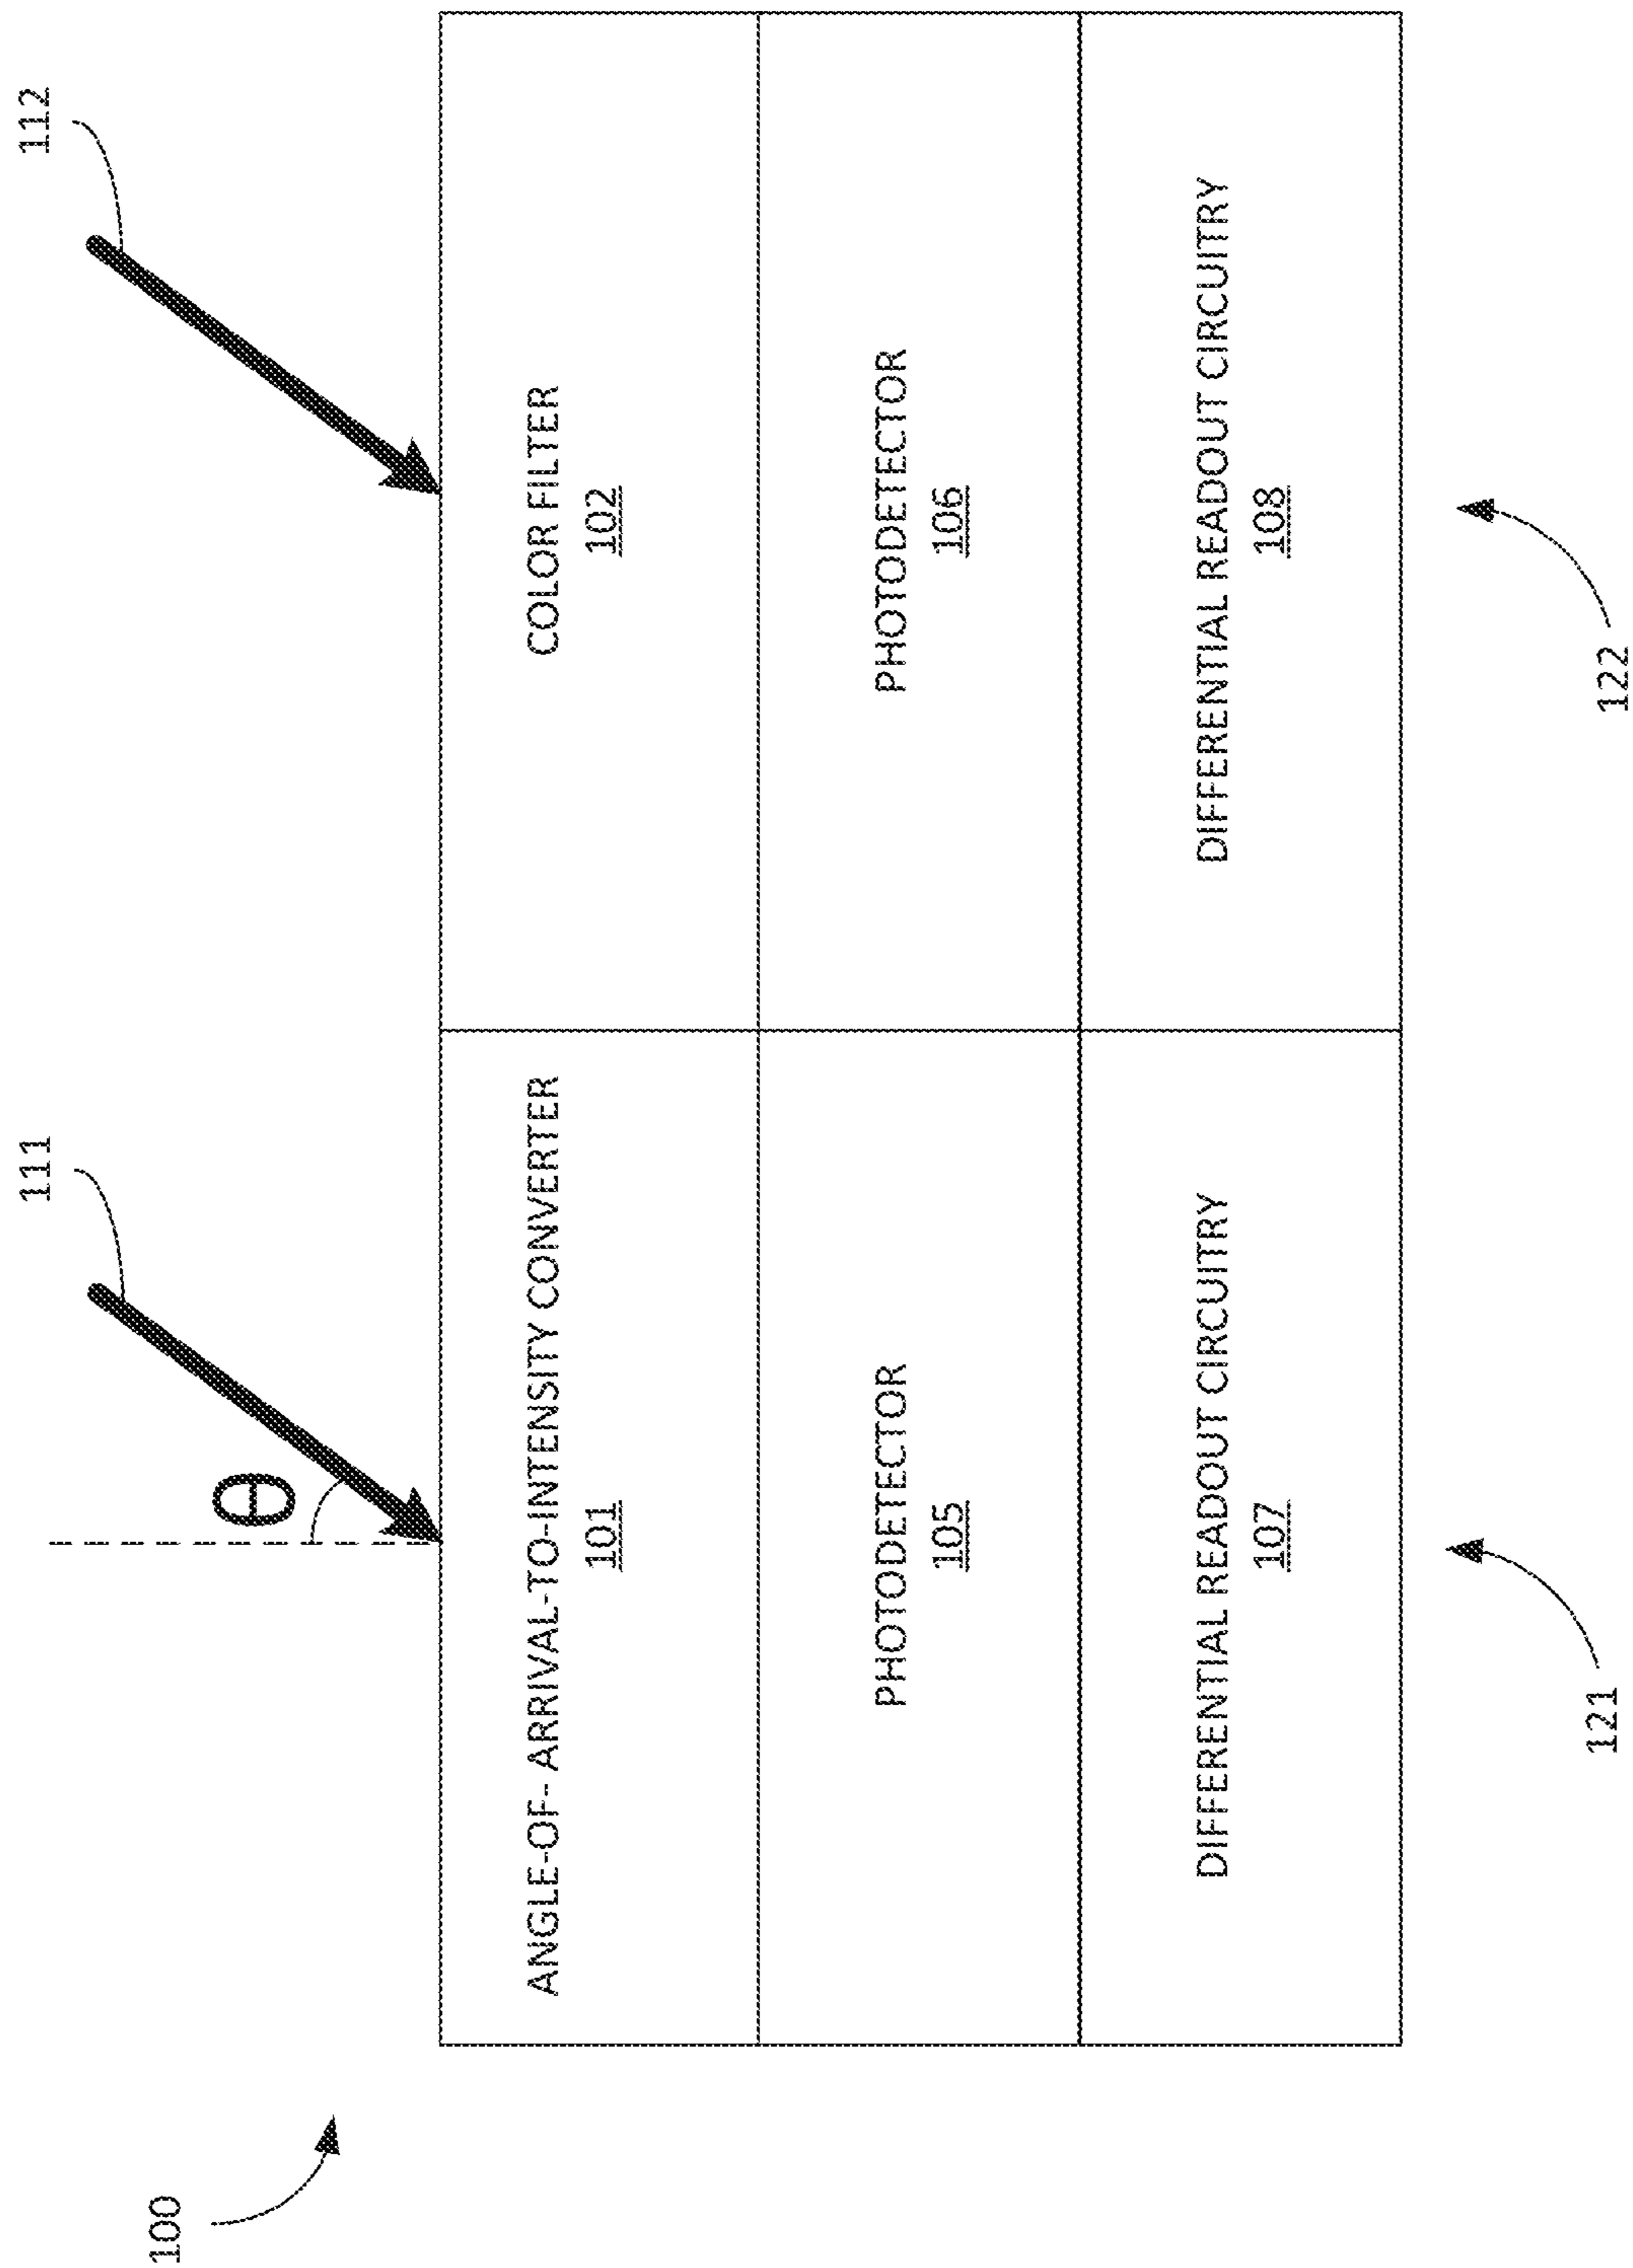 100
111
112
θ
ANGLE-OF- ARRIVAL-TO-INTENSITY CONVERTER
101
COLOR FILTER
102
PHOTODETECTOR
105
PHOTODETECTOR
106
DIFFERENTIAL READOUT CIRCUITRY
107
DIFFERENTIAL READOUT CIRCUITRY
108
121
122